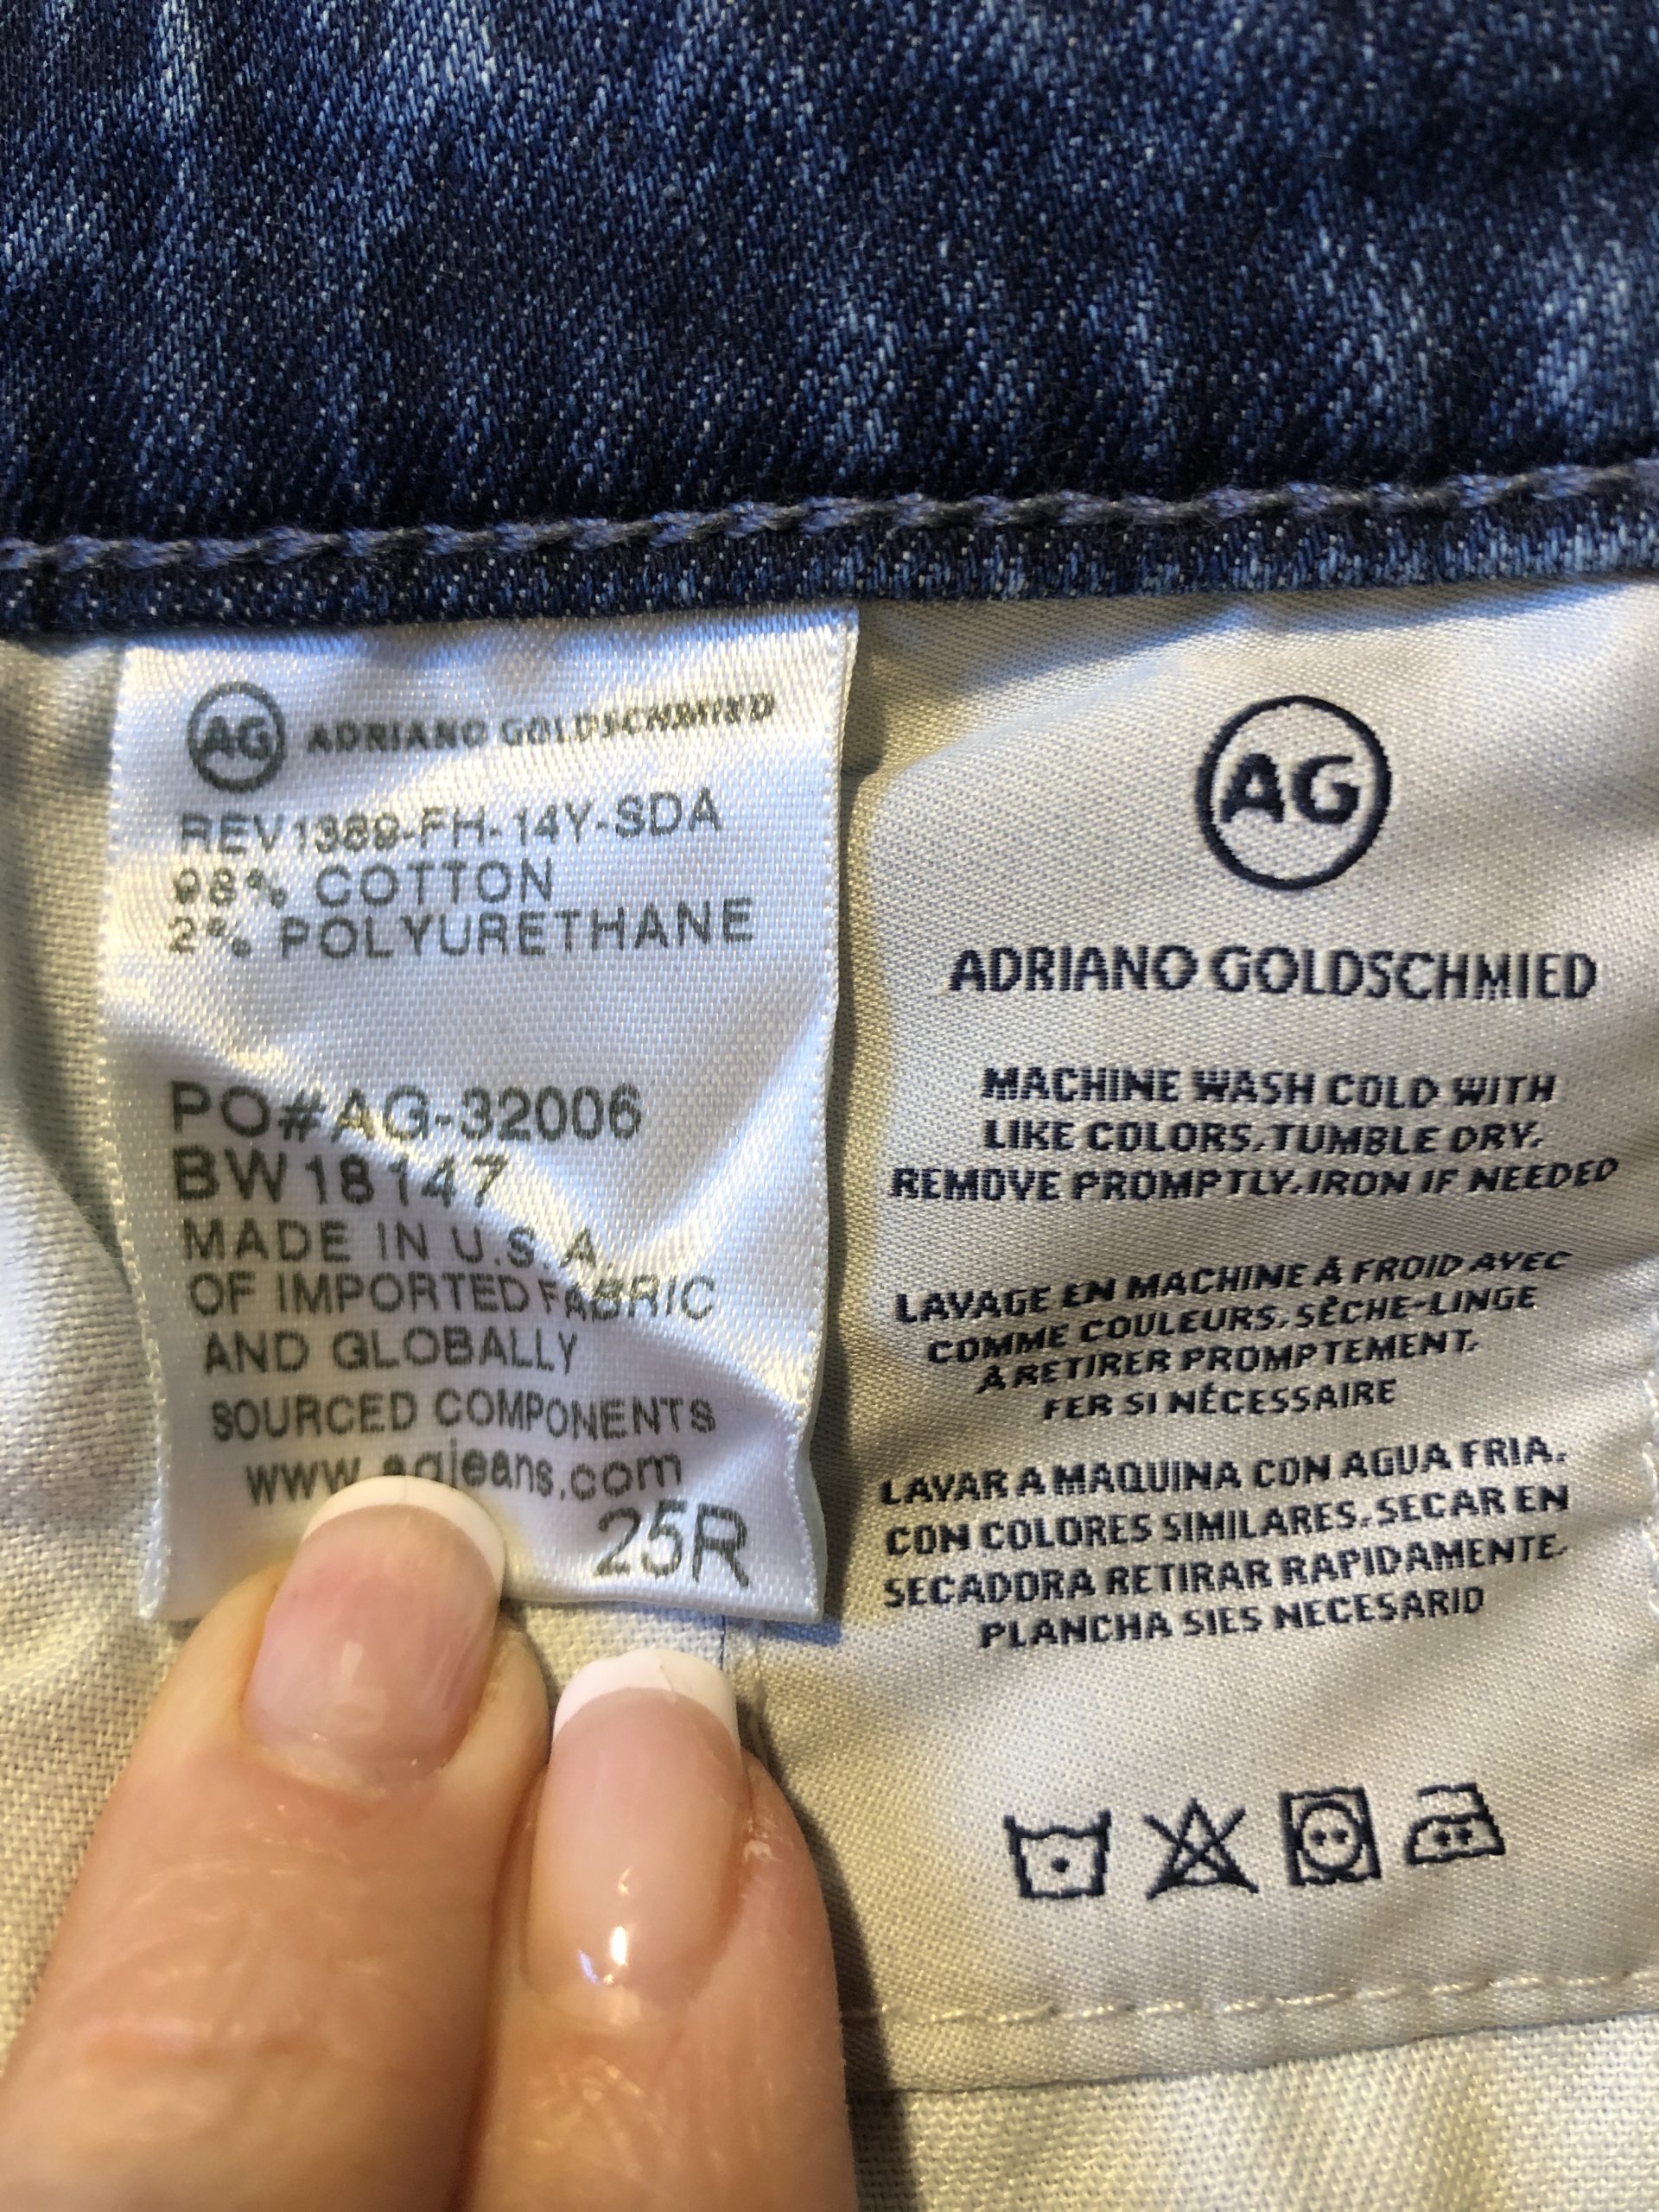 AG ADRIANO GOLDSCHMIED
REV1389-FH-14Y-SDA
98% COTTON
2% POLYURETHANE
PO#AG-32006
BW18147
MADE IN U.S.A.
OF IMPORTED FABRIC
AND GLOBALLY
SOURCED COMPONENTS
www.agjeans.com
25R
AG
ADRIANO GOLDSCHMIED
MACHINE WASH COLD WITH
LIKE COLORS. TUMBLE DRY.
REMOVE PROMPTLY. IRON IF NEEDED
LAVAGE EN MACHINE À FROID AVEC
COMME COULEURS. SÈCHE-LINGE
À RETIRER PROMPTEMENT.
FER SI NÉCESSAIRE
LAVAR A MAQUINA CON AGUA FRIA.
CON COLORES SIMILARES. SECAR EN
SECADORA RETIRAR RAPIDAMENTE.
PLANCHA SIES NECESARIO